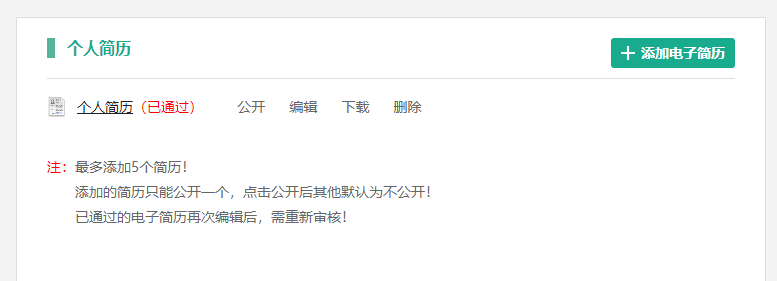 个人简历
+ 添加电子简历
个人简历（已通过） 公开 编辑 下载 删除
注：最多添加5个简历！
添加的简历只能公开一个，点击公开后其他默认为不公开！
已通过的电子简历再次编辑后，需重新审核！